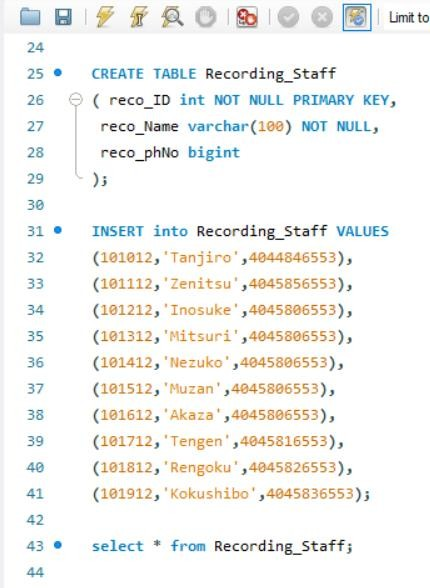 Limit to
24
25 CREATE TABLE Recording_Staff
26 ( reco_ID int NOT NULL PRIMARY KEY,
27 reco_Name varchar(100) NOT NULL,
28 reco_phNo bigint
29 );
30
31 INSERT into Recording_Staff VALUES
32 (101012,'Tanjiro',4044846553),
33 (101112,'Zenitsu',4045856553),
34 (101212,'Inosuke',4045806553),
35 (101312,'Mitsuri',4045806553),
36 (101412,'Nezuko',4045806553),
37 (101512,'Muzan',4045806553),
38 (101612,'Akaza',4045806553),
39 (101712,'Tengen',4045816553),
40 (101812,'Rengoku',4045826553),
41 (101912,'Kokushibo',4045836553);
42
43 select * from Recording_Staff;
44